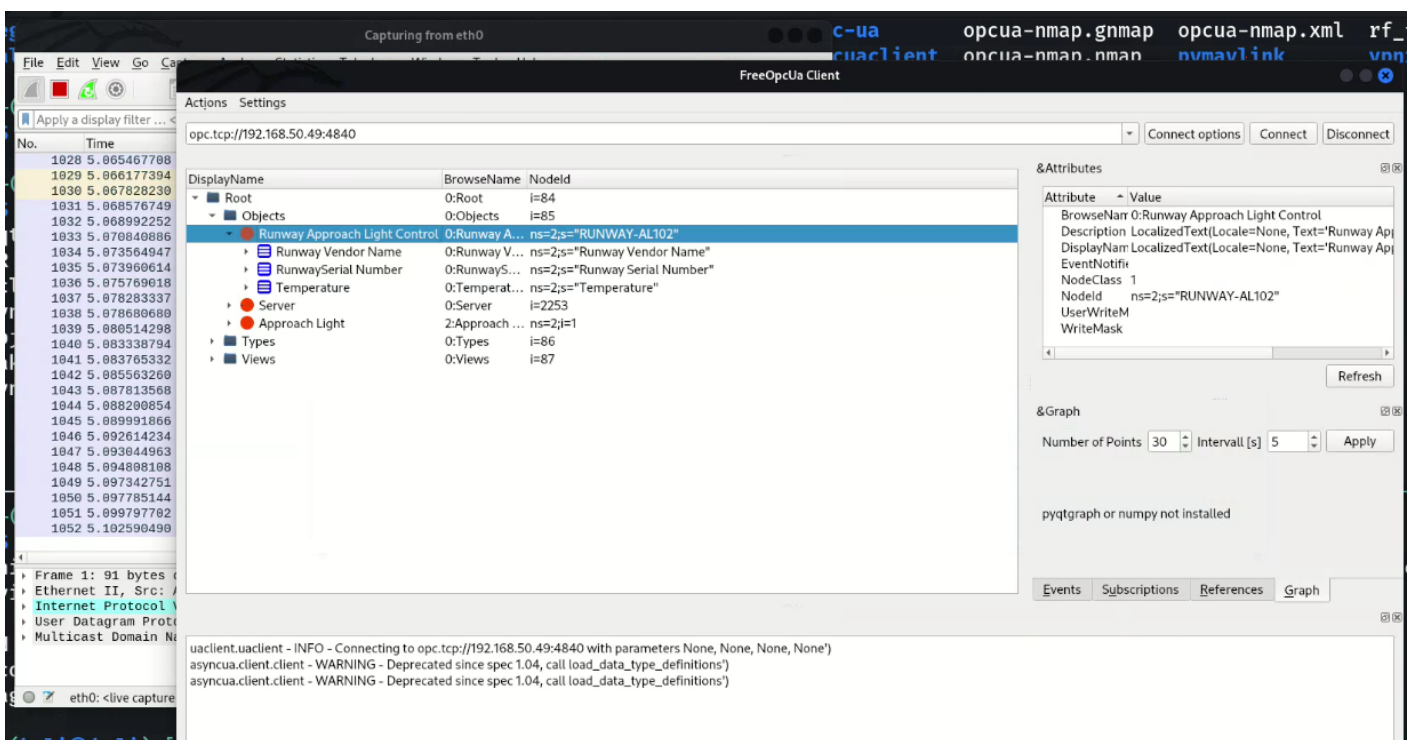 Capturing from eth0
c-ua opcua-nmap.gnmap opcua-nmap.xml
cuaclient opcua-nmap.nmap pymavlink
File Edit View Go
FreeOpcUa Client
Actions Settings
Apply a display filter …
opc.tcp://192.168.50.49:4840
Connect options Connect Disconnect
No. Time
1028 5.065467708
1029 5.066177394
1030 5.067828230
1031 5.068576749
1032 5.068992252
1033 5.070840886
1034 5.073564947
1035 5.073960614
1036 5.075769018
1037 5.078283337
1038 5.078680680
1039 5.080514298
1040 5.083338794
1041 5.083765332
1042 5.085563260
1043 5.087813568
1044 5.088200854
1045 5.089991866
1046 5.092614234
1047 5.093044963
1048 5.094808108
1049 5.097342751
1050 5.097785144
1051 5.099797702
1052 5.102590490
Frame 1: 91 bytes
Ethernet II, Src:
Internet Protocol
User Datagram
Multicast Domain
eth0: <live capture
DisplayName BrowseName NodeId
Root 0:Root i=84
Objects 0:Objects i=85
Runway Approach Light Control 0:Runway A... ns=2;s="RUNWAY-AL102"
Runway Vendor Name 0:Runway V... ns=2;s="Runway Vendor Name"
RunwaySerial Number 0:RunwayS... ns=2;s="Runway Serial Number"
Temperature 0:Temperat... ns=2;s="Temperature"
Server 0:Server i=2253
Approach Light 2:Approach ... ns=2;i=1
Types 0:Types i=86
Views 0:Views i=87
&Attributes
Attribute Value
BrowseNam 0:Runway Approach Light Control
Description LocalizedText(Locale=None, Text='Runway App
DisplayNam LocalizedText(Locale=None, Text='Runway App
EventNotifie
NodeClass 1
NodeId ns=2;s="RUNWAY-AL102"
UserWriteM
WriteMask
Refresh
&Graph
Number of Points 30 Intervall [s] 5 Apply
pyqtgraph or numpy not installed
Events Subscriptions References Graph
uaclient.uaclient - INFO - Connecting to opc.tcp://192.168.50.49:4840 with parameters None, None, None, None')
asyncua.client.client - WARNING - Deprecated since spec 1.04, call load_data_type_definitions')
asyncua.client.client - WARNING - Deprecated since spec 1.04, call load_data_type_definitions')